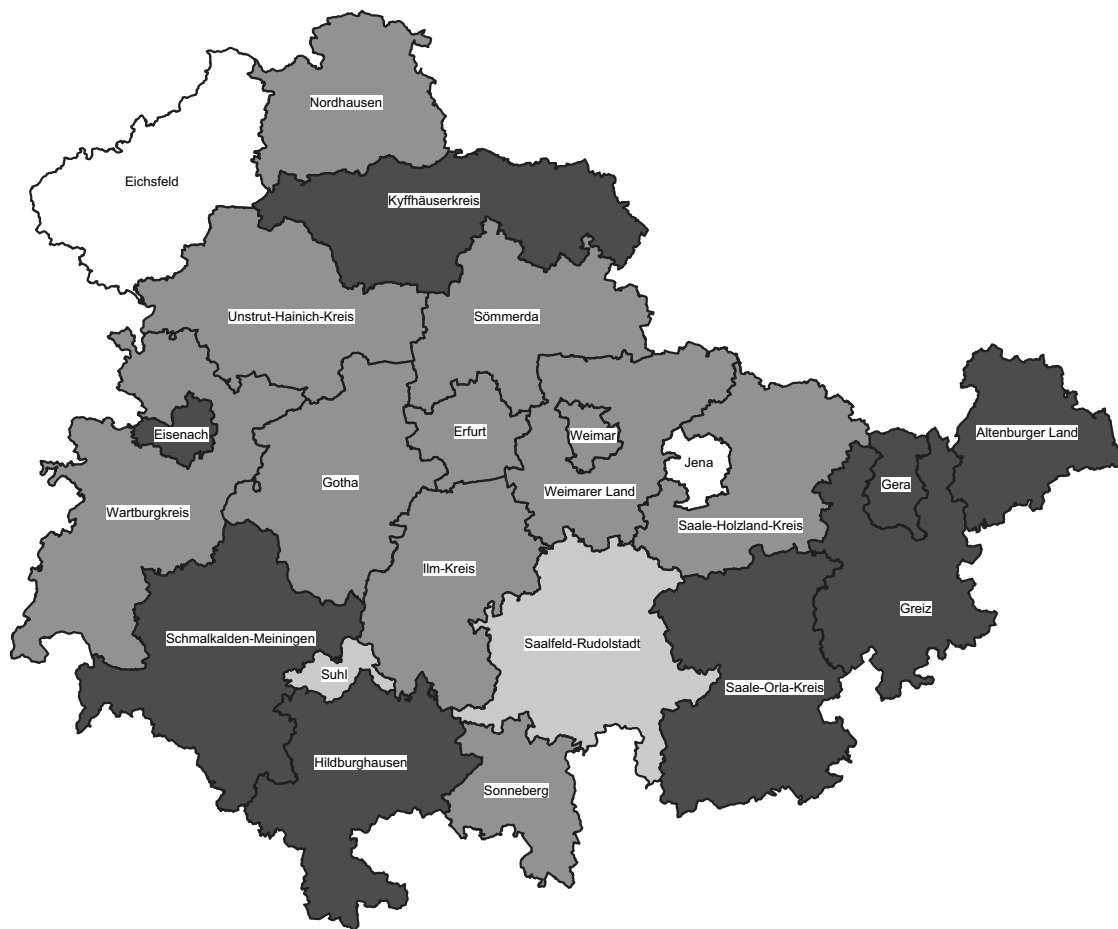 Nordhausen
Eichsfeld
Kyffhäuserkreis
Unstrut-Hainich-Kreis
Sömmerda
Eisenach
Erfurt
Weimar
Altenburger Land
Jena
Gotha
Gera
Weimarer Land
Wartburgkreis
Saale-Holzland-Kreis
Ilm-Kreis
Greiz
Schmalkalden-Meiningen
Saalfeld-Rudolstadt
Suhl
Saale-Orla-Kreis
Hildburghausen
Sonneberg